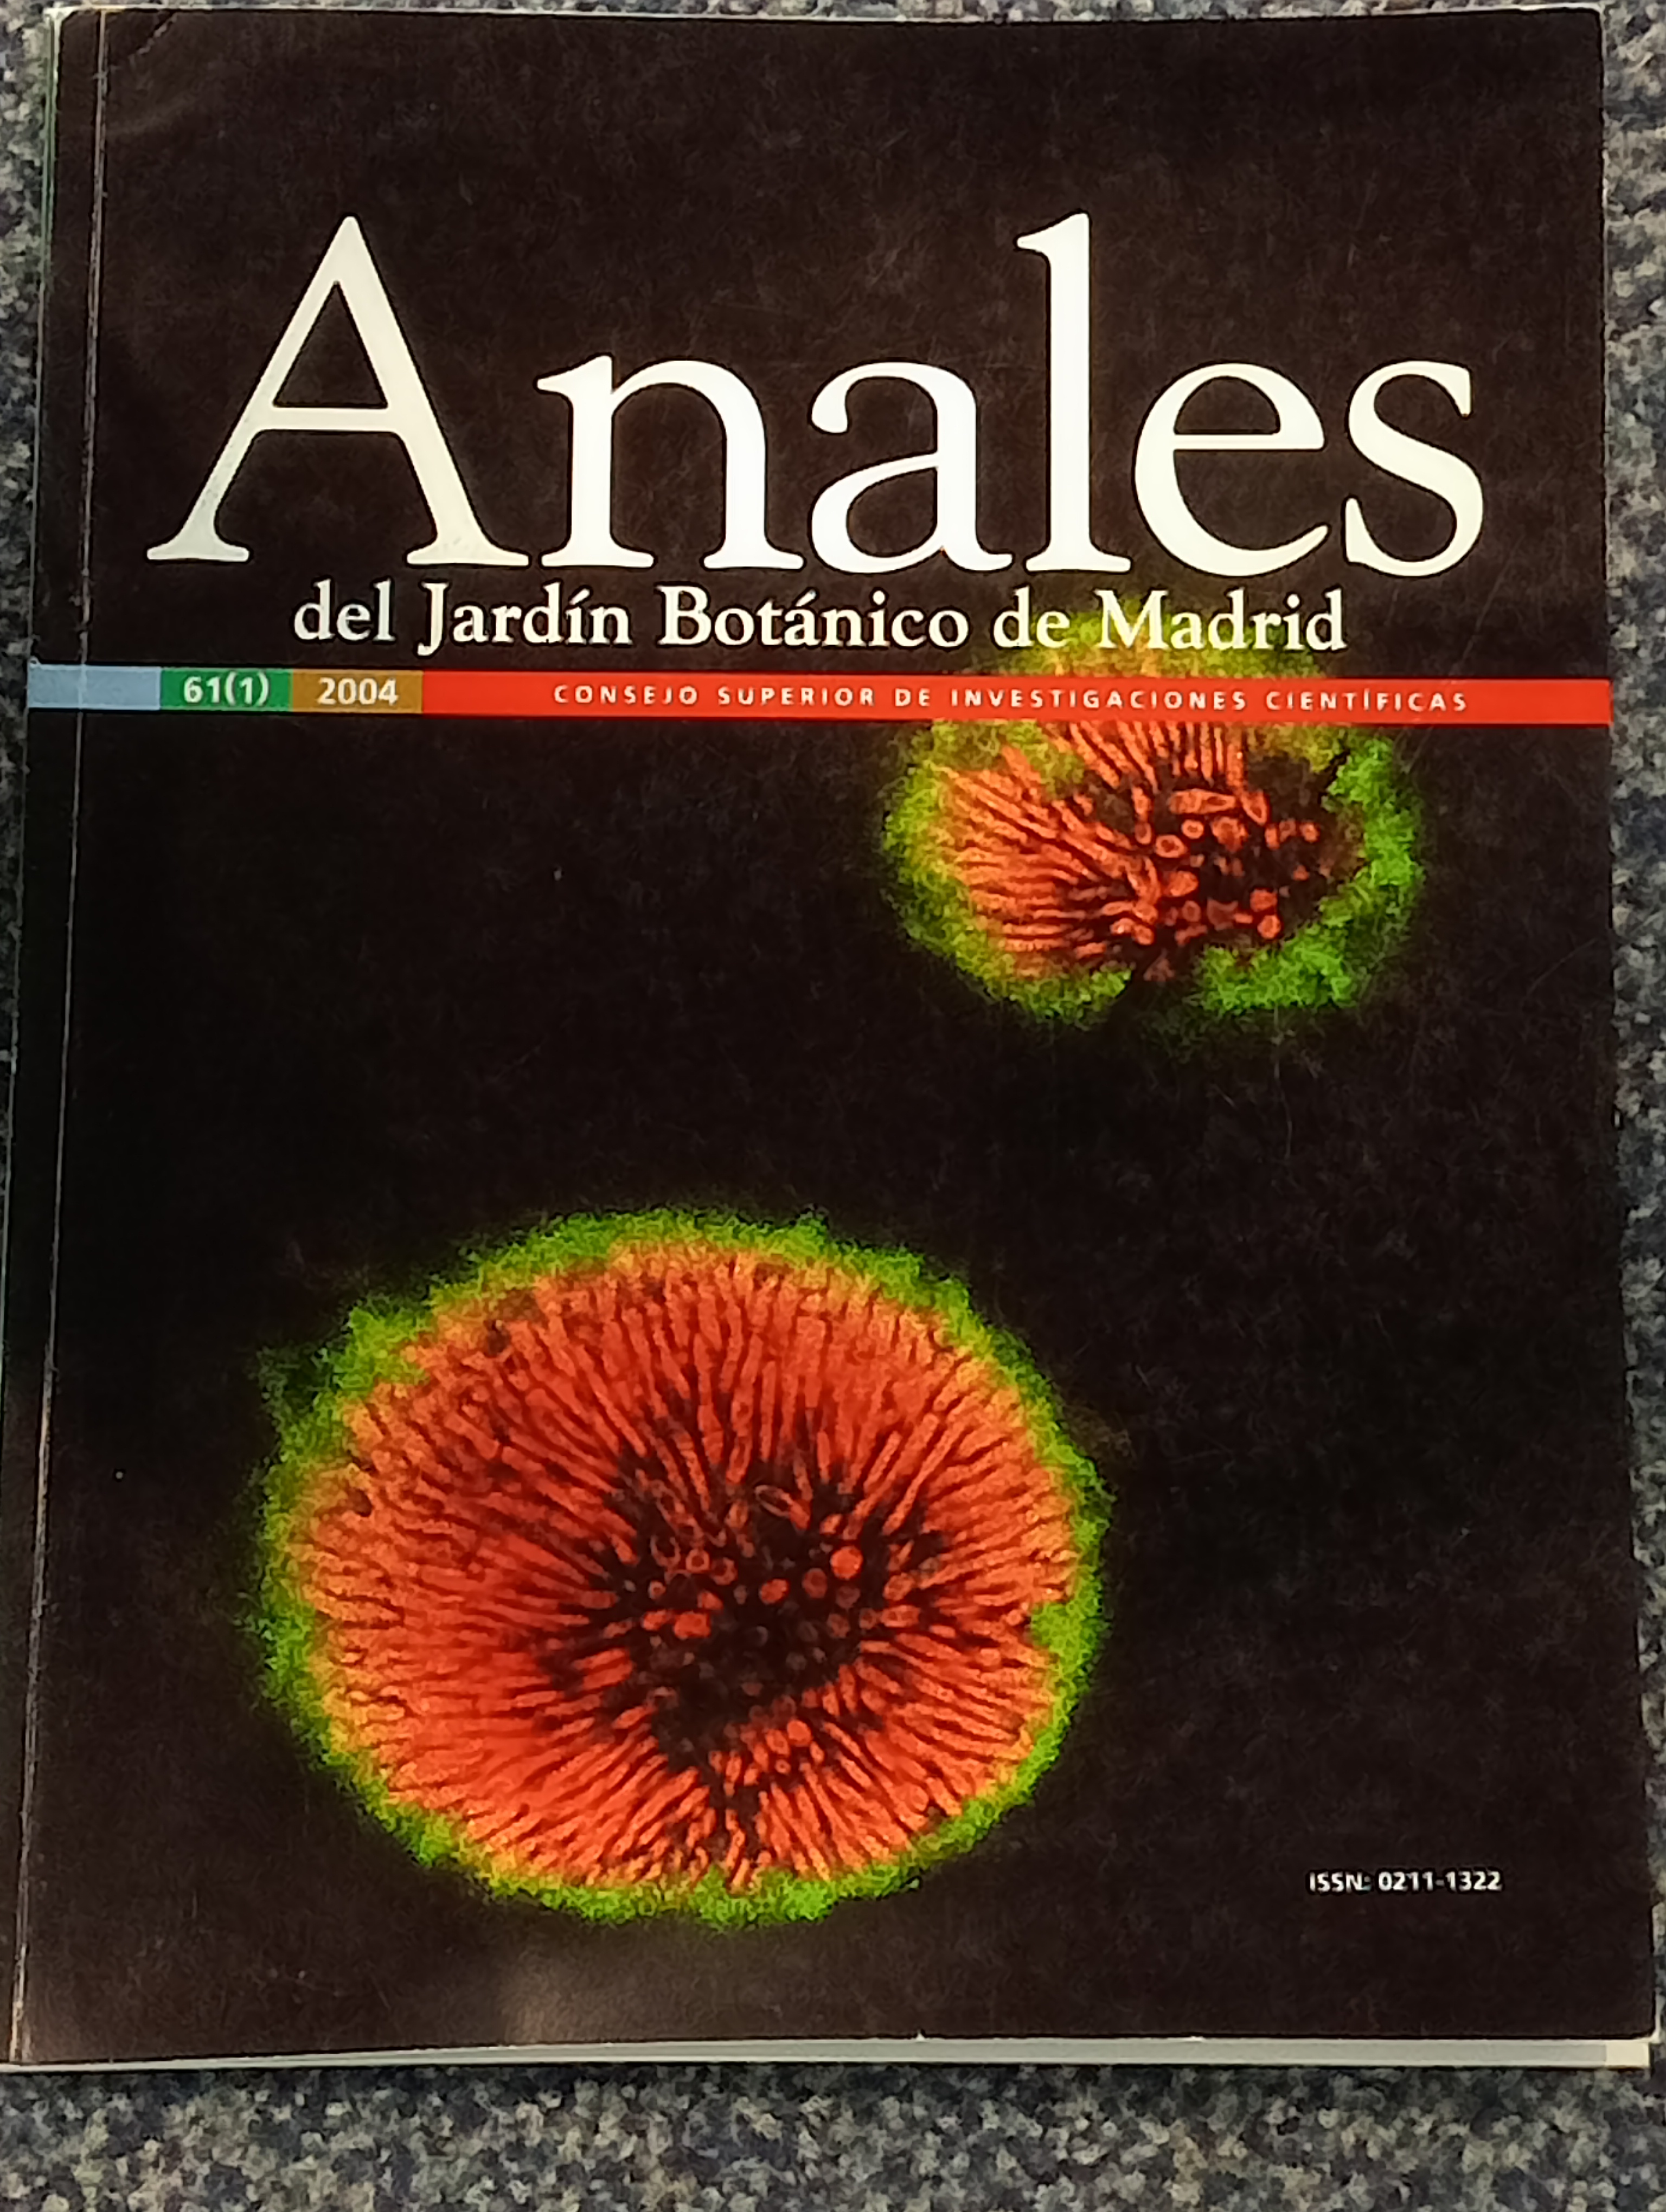 Anales
del Jardín Botánico de Madrid
61(1) 2004 CONSEJO SUPERIOR DE INVESTIGACIONES CIENTÍFICAS
ISSN: 0211-1322